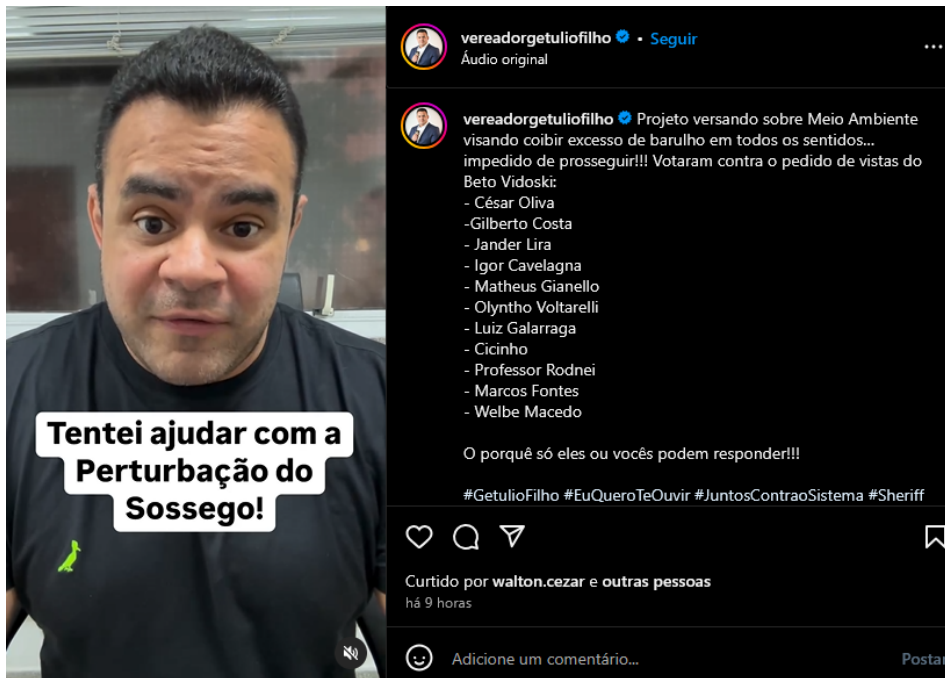 Tentei ajudar com a
Perturbação do
Sossego!
vereadorgetuliofilho • Seguir
Áudio original
vereadorgetuliofilho Projeto versando sobre Meio Ambiente
visando coibir excesso de barulho em todos os sentidos...
impedido de prosseguir!!! Votaram contra o pedido de vistas do
Beto Vidoski:
- César Oliva
-Gilberto Costa
- Jander Lira
- Igor Cavelagna
- Matheus Gianello
- Olyntho Voltarelli
- Luiz Galarraga
- Cicinho
- Professor Rodnei
- Marcos Fontes
- Welbe Macedo
O porquê só eles ou vocês podem responder!!!
#GetulioFilho #EuQueroTeOuvir #JuntosContraoSistema #Sheriff
Curtido por walton.cezar e outras pessoas
há 9 horas
Adicione um comentário...
Postar